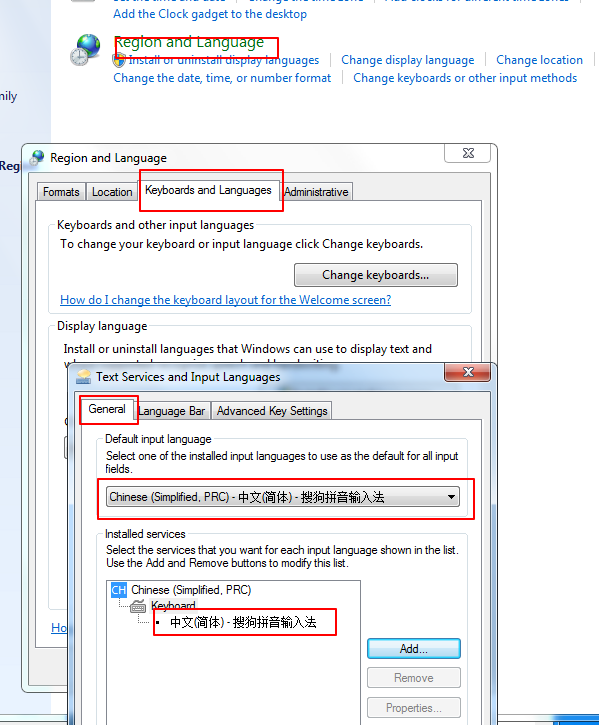 Add the Clock gadget to the desktop
Region and Language
Install or uninstall display languages
Change display language
Change location
Change the date, time, or number format
Change keyboards or other input methods
mily
Reg
Region and Language
Formats
Location
Keyboards and Languages
Administrative
Keyboards and other input languages
To change your keyboard or input language click Change keyboards.
Change keyboards...
How do I change the keyboard layout for the Welcome screen?
Display language
Install or uninstall languages that Windows can use to display text and
Text Services and Input Languages
General
Language Bar
Advanced Key Settings
Default input language
Select one of the installed input languages to use as the default for all input
fields.
Chinese (Simplified, PRC) - 中文(简体) - 搜狗拼音输入法
Installed services
Select the services that you want for each input language shown in the list.
Use the Add and Remove buttons to modify this list.
CH Chinese (Simplified, PRC)
Keyboard
中文(简体) - 搜狗拼音输入法
Ho
Add...
Remove
Properties...